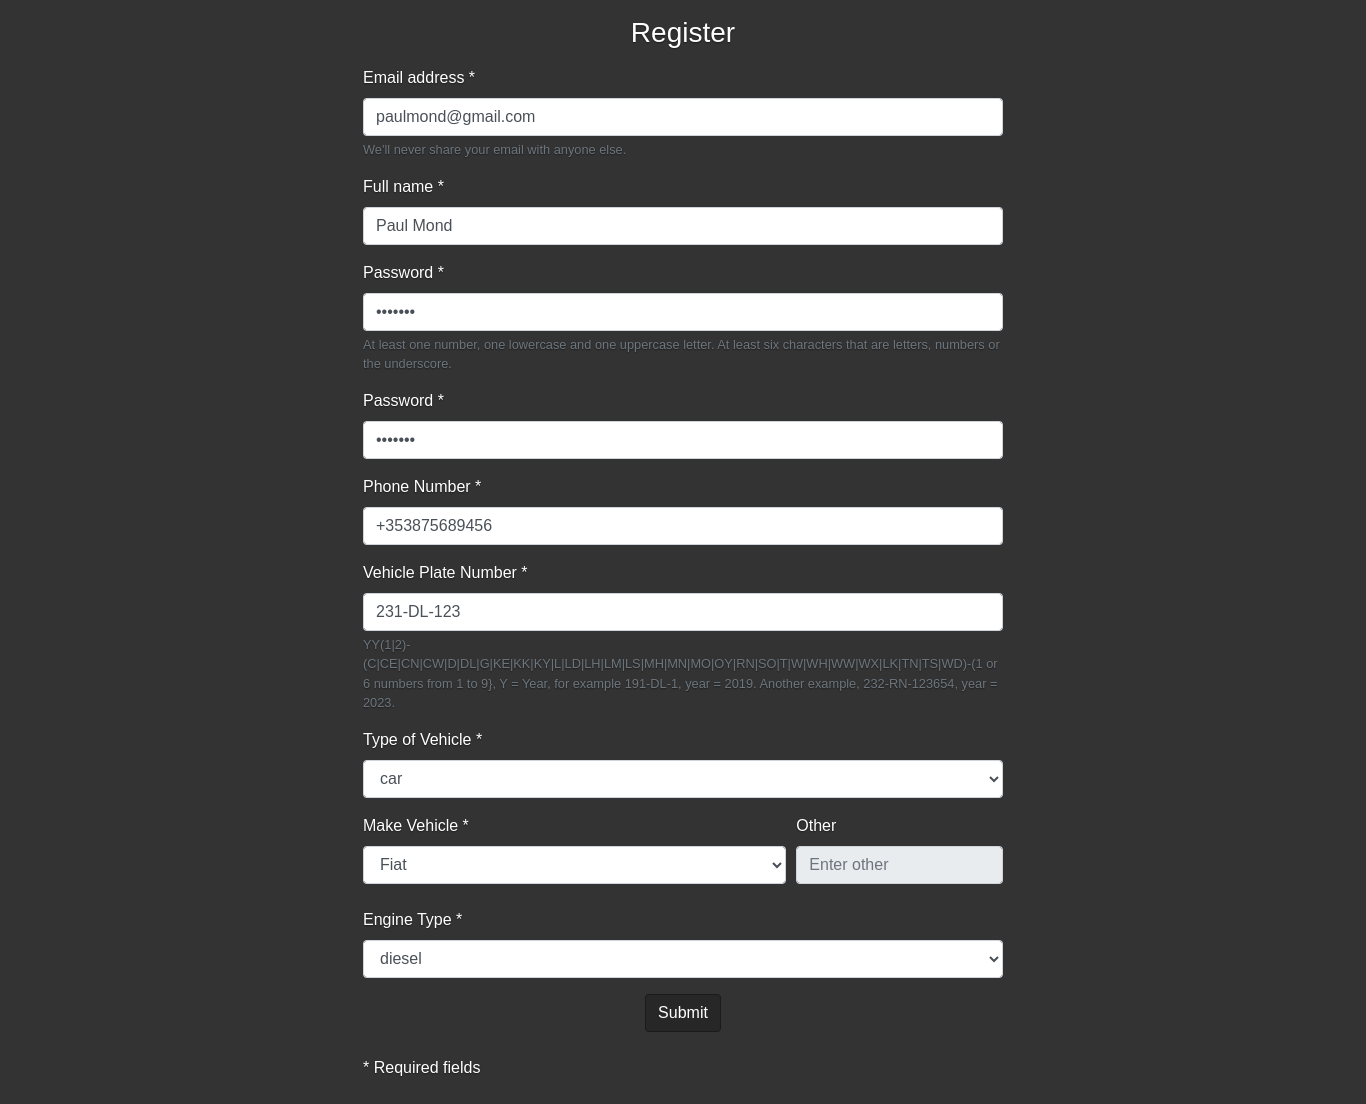 Register
Email address *
paulmond@gmail.com
We'll never share your email with anyone else.
Full name *
Paul Mond
Password *
•••••••
At least one number, one lowercase and one uppercase letter. At least six characters that are letters, numbers or
the underscore.
Password *
•••••••
Phone Number *
+353875689456
Vehicle Plate Number *
231-DL-123
YY(1|2)-
(C|CE|CN|CW|D|DL|G|KE|KK|KY|L|LD|LH|LM|LS|MH|MN|MO|OY|RN|SO|T|W|WH|WW|WX|LK|TN|TS|WD)-(1 or
6 numbers from 1 to 9}, Y = Year, for example 191-DL-1, year = 2019. Another example, 232-RN-123654, year =
2023.
Type of Vehicle *
car
Make Vehicle * Other
Fiat Enter other
Engine Type *
diesel
Submit
* Required fields